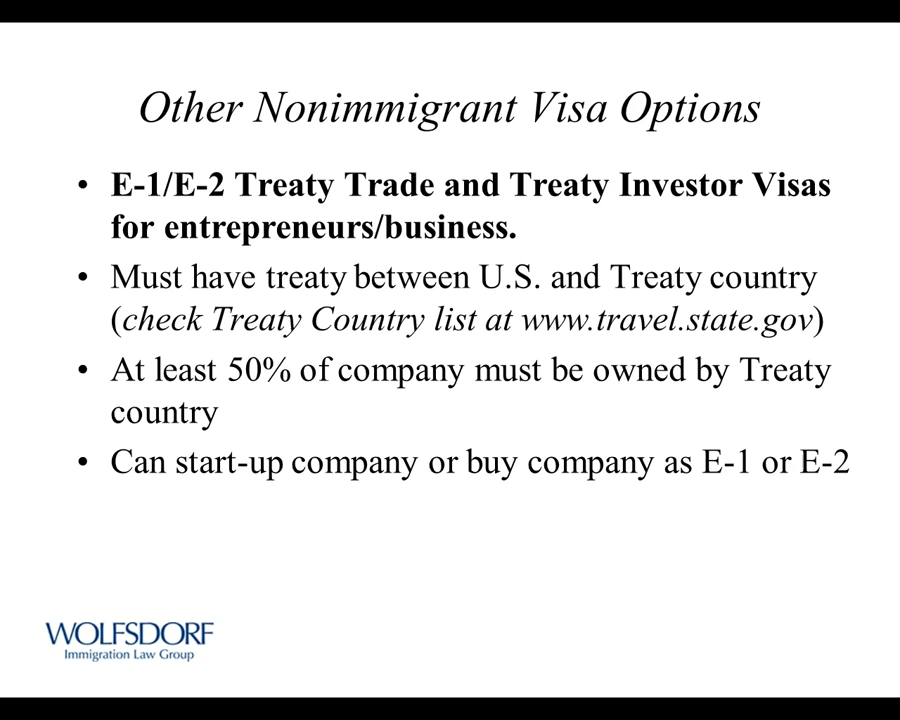 Other Nonimmigrant Visa Options
• E-1/E-2 Treaty Trade and Treaty Investor Visas
for entrepreneurs/business.
• Must have treaty between U.S. and Treaty country
(check Treaty Country list at www.travel.state.gov)
• At least 50% of company must be owned by Treaty
country
• Can start-up company or buy company as E-1 or E-2
WOLFSDORF
Immigration Law Group